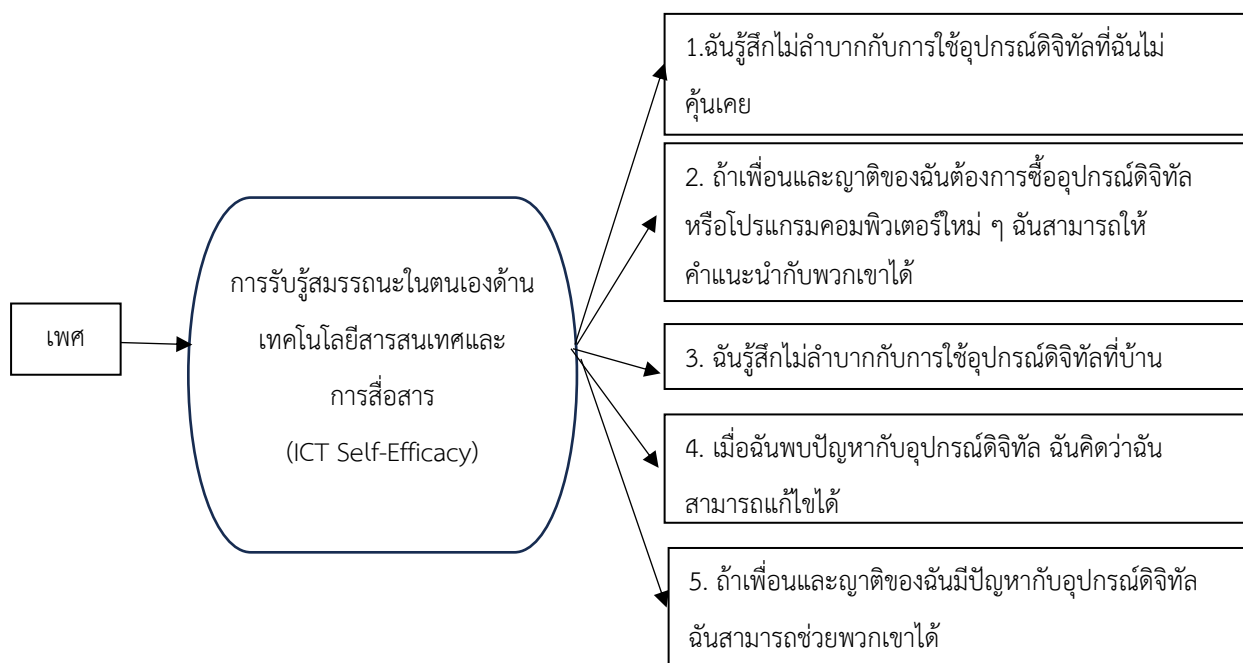 1.ฉันรู้สึกไม่ลำบากกับการใช้อุปกรณ์ดิจิทัลที่ฉันไม่
คุ้นเคย
2. ถ้าเพื่อนและญาติของฉันต้องการซื้ออุปกรณ์ดิจิทัล
หรือโปรแกรมคอมพิวเตอร์ใหม่ ๆ ฉันสามารถให้
คำแนะนำกับพวกเขาได้
เพศ
การรับรู้สมรรถนะในตนเองด้าน
เทคโนโลยีสารสนเทศและ
การสื่อสาร
(ICT Self-Efficacy)
3. ฉันรู้สึกไม่ลำบากกับการใช้อุปกรณ์ดิจิทัลที่บ้าน
4. เมื่อฉันพบปัญหากับอุปกรณ์ดิจิทัล ฉันคิดว่าฉัน
สามารถแก้ไขได้
5. ถ้าเพื่อนและญาติของฉันมีปัญหากับอุปกรณ์ดิจิทัล
ฉันสามารถช่วยพวกเขาได้